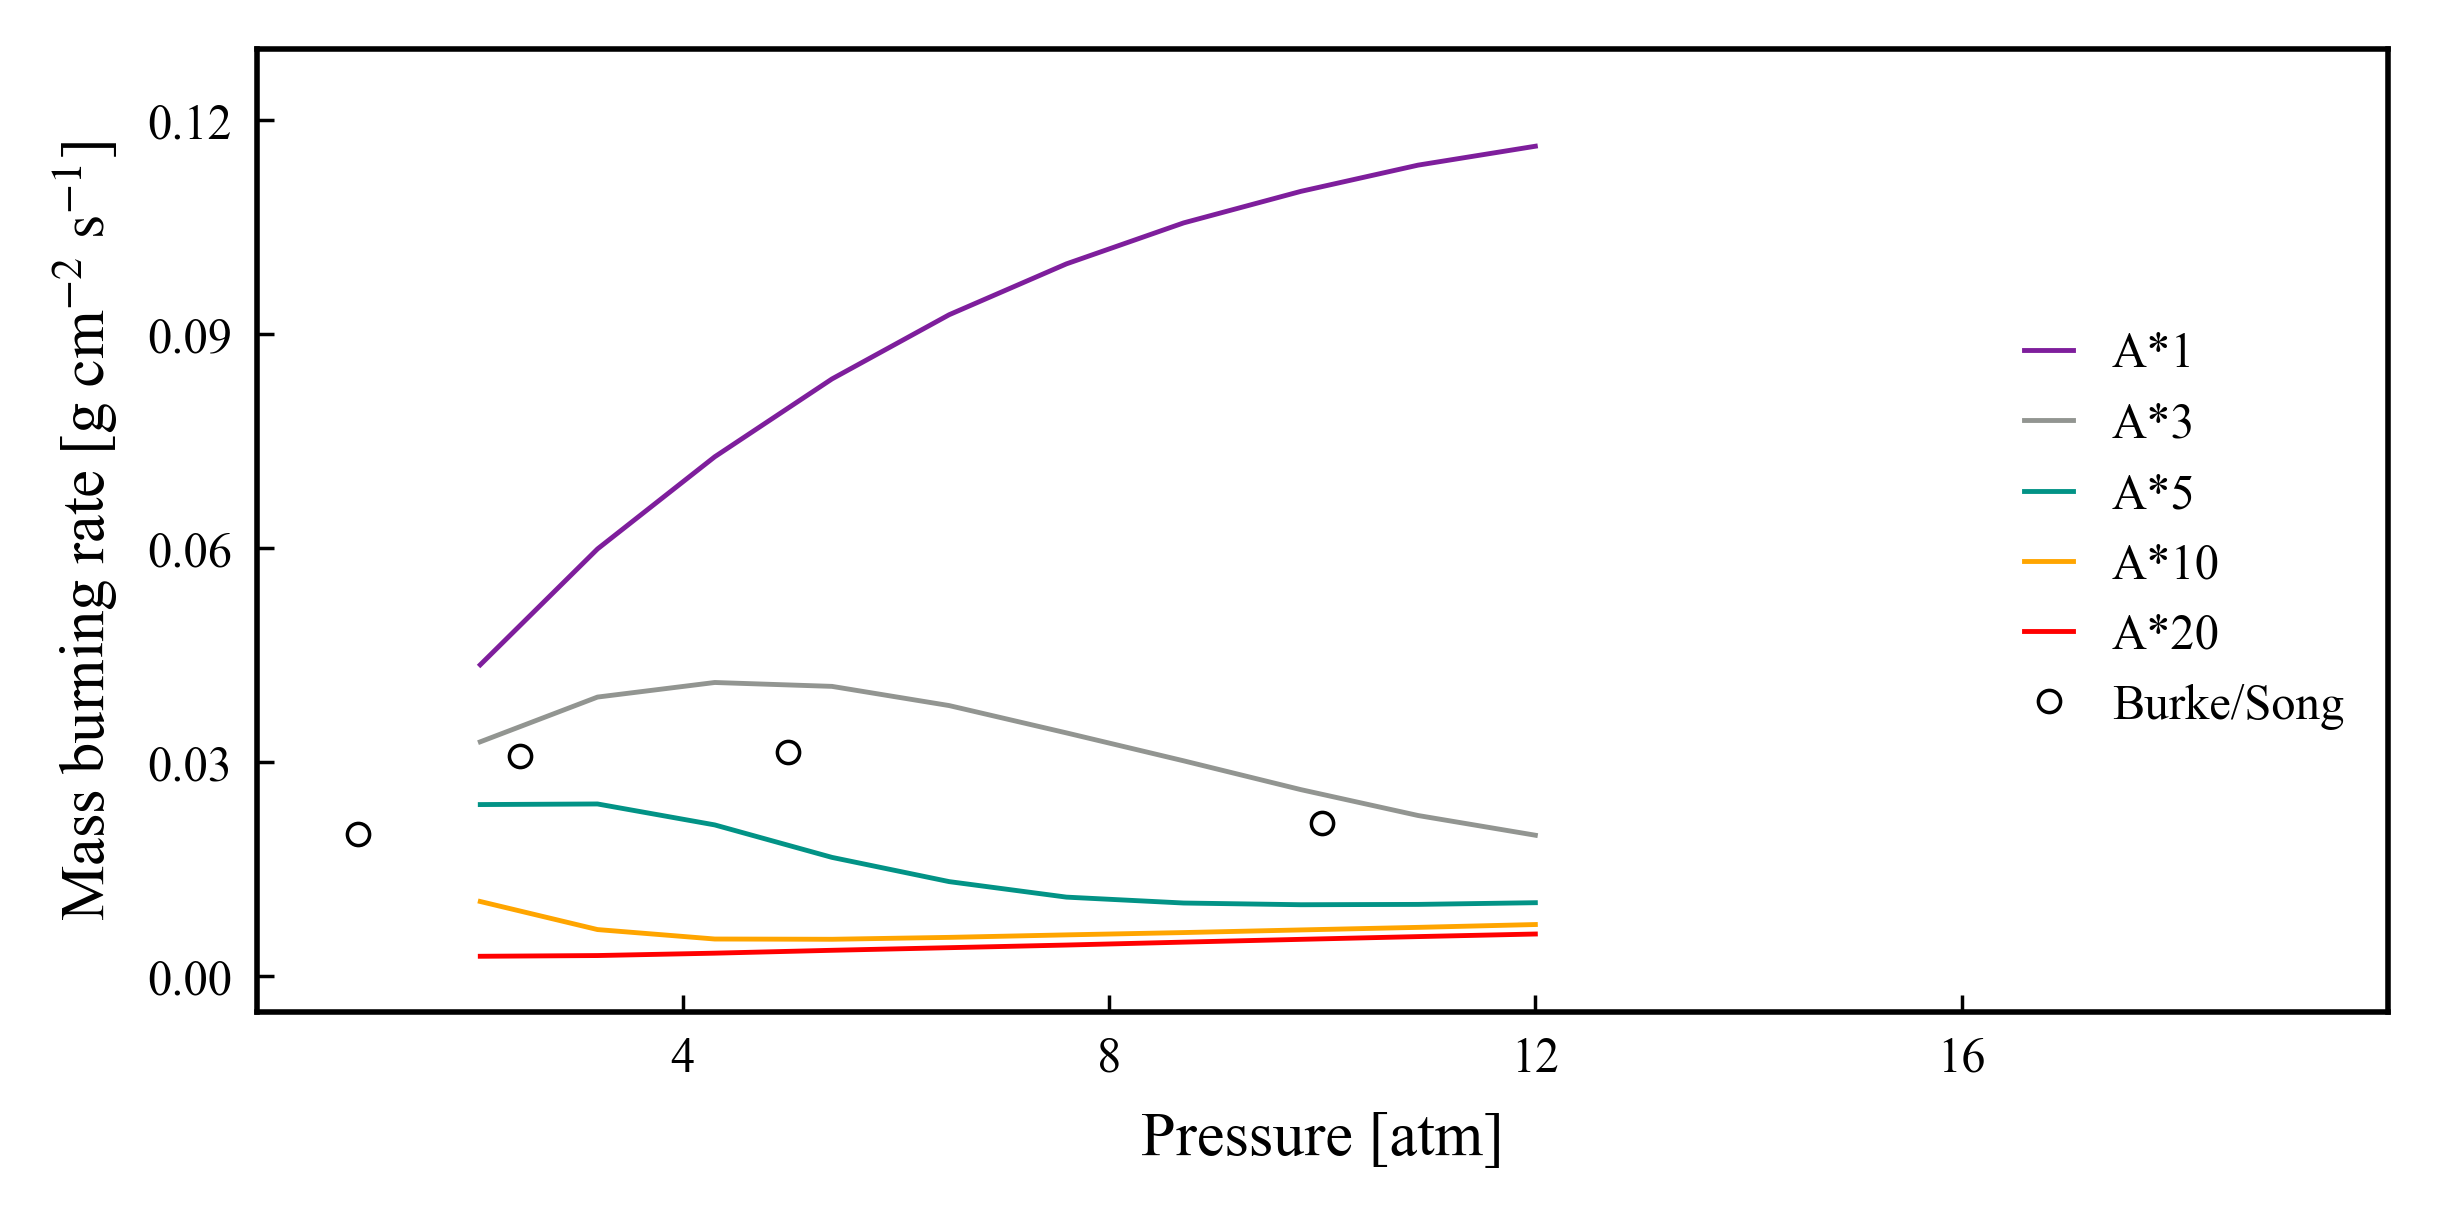 Mass burning rate [g cm⁻² s⁻¹]
0.12
0.09
0.06
0.03
0.00
4 8 12 16
Pressure [atm]
A*1
A*3
A*5
A*10
A*20
Burke/Song